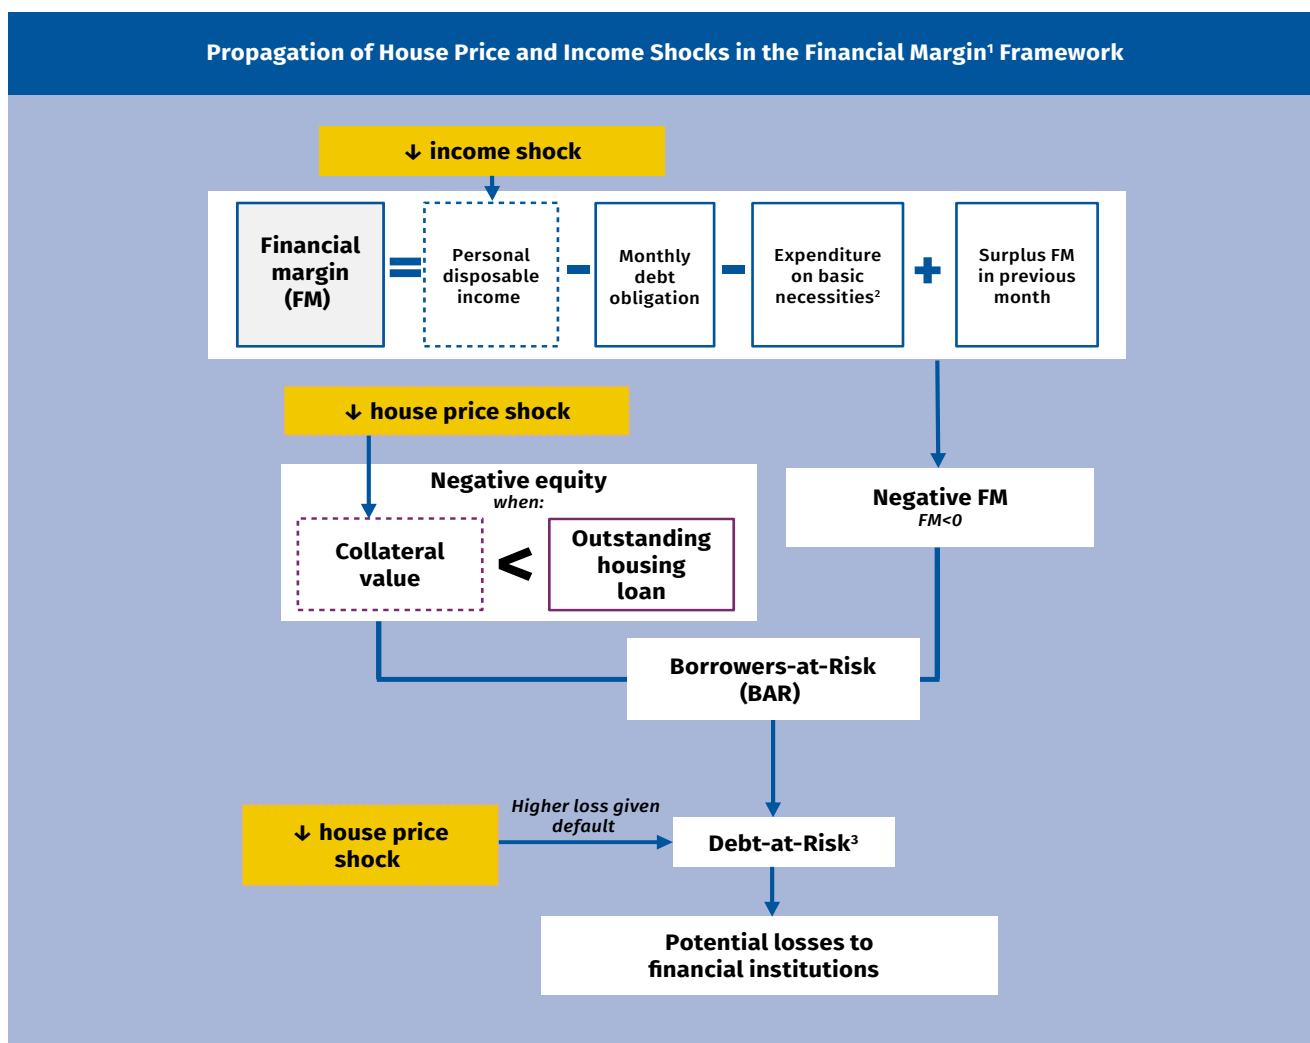 Propagation of House Price and Income Shocks in the Financial Margin¹ Framework
↓ income shock
Financial
margin
(FM)
=
Personal
disposable
income
-
Monthly
debt
obligation
-
Expenditure
on basic
necessities²
+
Surplus FM
in previous
month
↓ house price shock
Negative equity
when:
Collateral
value
<
Outstanding
housing
loan
Negative FM
FM<0
Borrowers-at-Risk
(BAR)
↓ house price
shock
Higher loss given
default
Debt-at-Risk³
Potential losses to
financial institutions